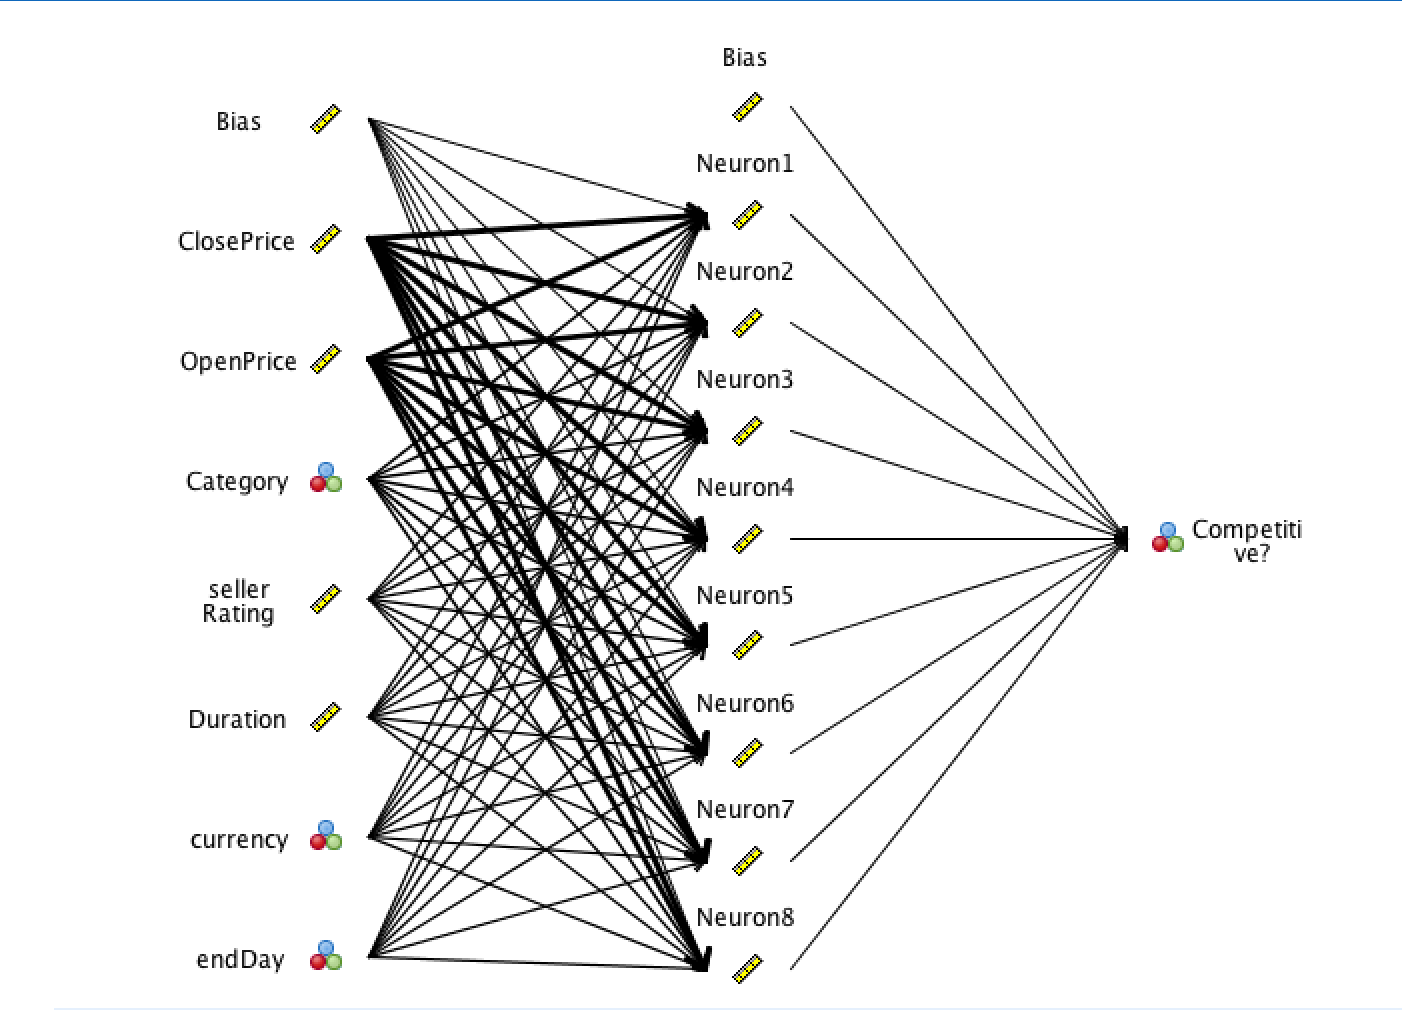 Bias
ClosePrice
OpenPrice
Category
seller
Rating
Duration
currency
endDay
Bias
Neuron1
Neuron2
Neuron3
Neuron4
Neuron5
Neuron6
Neuron7
Neuron8
Competiti
ve?